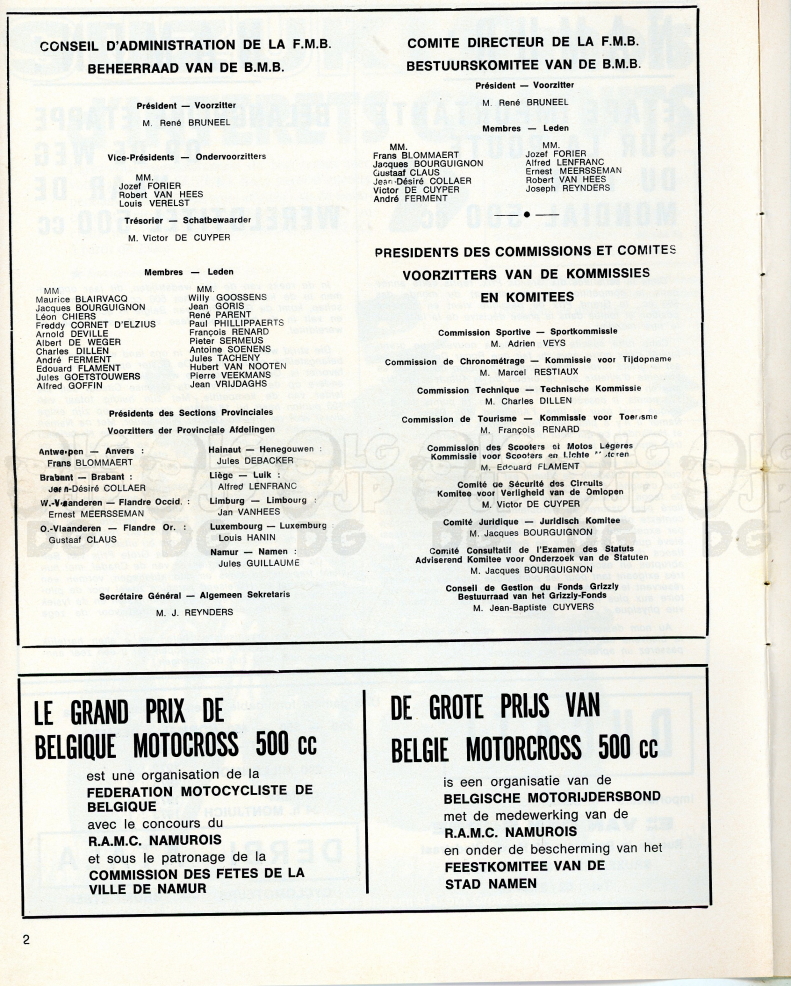 CONSEIL D'ADMINISTRATION DE LA F.M.B.
BEHEERRAAD VAN DE B.M.B.
Président — Voorzitter
M. René BRUNEEL
Vice-Présidents — Ondervoorzitters
MM.
Jozef FORIER
Robert VAN HEES
Louis VERELST
Trésorier — Schatbewaarder
M. Victor DE CUYPER
Membres — Leden
MM
Maurice BLAIRVACQ
Jacques BOURGUIGNON
Léon CHIERS
Freddy CORNET D'ELZIUS
Arnold DEVILLE
Albert DE WEGER
Charles DILLEN
André FERMENT
Edouard FLAMENT
Jules GOETSTOUWERS
Alfred GOFFIN
MM.
Willy GOOSSENS
Jean GORIS
René PARENT
Paul PHILLIPPAERTS
François RENARD
Pieter SERMEUS
Antoine SOENENS
Jules TACHENY
Hubert VAN NOOTEN
Pierre VEEKMANS
Jean VRIJDAGHS
Présidents des Sections Provinciales
Voorzitters der Provinciale Afdelingen
Antwerpen — Anvers :
Frans BLOMMAERT
Brabant — Brabant :
Jean-Désiré COLLAER
W.-Vlaanderen — Flandre Occid. :
Ernest MEERSSEMAN
O.-Vlaanderen — Flandre Or. :
Gustaaf CLAUS
Hainaut — Henegouwen :
Jules DEBACKER
Liège — Luik :
Alfred LENFRANC
Limburg — Limbourg :
Jan VANHEES
Luxembourg — Luxemburg
Louis HANIN
Namur — Namen :
Jules GUILLAUME
Secrétaire Général — Algemeen Sekretaris
M. J. REYNDERS
COMITE DIRECTEUR DE LA F.M.B.
BESTUURSKOMITEE VAN DE B.M.B.
Président — Voorzitter
M. René BRUNEEL
Membres — Leden
MM.
Frans BLOMMAERT
Jacques BOURGUIGNON
Gustaaf CLAUS
Jean-Désiré COLLAER
Victor DE CUYPER
André FERMENT
MM.
Jozef FORIER
Alfred LENFRANC
Ernest MEERSSEMAN
Robert VAN HEES
Joseph REYNDERS
PRESIDENTS DES COMMISSIONS ET COMITES
VOORZITTERS VAN DE KOMMISSIES
EN KOMITEES
Commission Sportive — Sportkommissie
M. Adrien VEYS
Commission de Chronométrage — Kommissie voor Tijdopname
M. Marcel RESTIAUX
Commission Technique — Technische Kommissie
M. Charles DILLEN
Commission de Tourisme — Kommissie voor Toerisme
M. François RENARD
Commission des Scooters et Motos Légeres
Kommissie voor Scooters en Lichte Motoren
M. Edouard FLAMENT
Comité de Sécurité des Circuits
Komitee voor Verligheid van de Omlopen
M. Victor DE CUYPER
Comité Juridique — Juridisch Komitee
M. Jacques BOURGUIGNON
Comité Consultatif de l'Examen des Statuts
Adviserend Komitee voor Onderzoek van de Statuten
M. Jacques BOURGUIGNON
Conseil de Gestion du Fonds Grizzly
Bestuurraad van het Grizzly-Fonds
M. Jean-Baptiste CUYVERS
LE GRAND PRIX DE
BELGIQUE MOTOCROSS 500 cc
est une organisation de la
FEDERATION MOTOCYCLISTE DE
BELGIQUE
avec le concours du
R.A.M.C. NAMUROIS
et sous le patronage de la
COMMISSION DES FETES DE LA
VILLE DE NAMUR
DE GROTE PRIJS VAN
BELGIE MOTORCROSS 500 cc
is een organisatie van de
BELGISCHE MOTORIJDERSBOND
met de medewerking van de
R.A.M.C. NAMUROIS
en onder de bescherming van het
FEESTKOMITEE VAN DE
STAD NAMEN
2